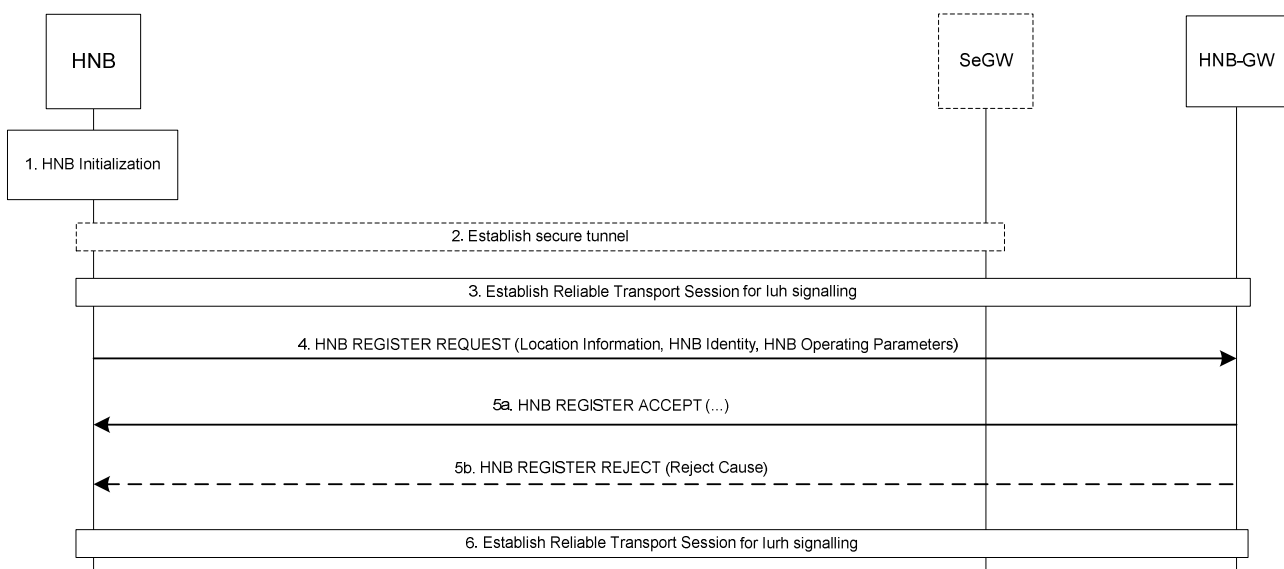 HNB
SeGW
HNB-GW
1. HNB Initialization
2. Establish secure tunnel
3. Establish Reliable Transport Session for Iuh signalling
4. HNB REGISTER REQUEST (Location Information, HNB Identity, HNB Operating Parameters)
5a. HNB REGISTER ACCEPT (...)
5b. HNB REGISTER REJECT (Reject Cause)
6. Establish Reliable Transport Session for Iurh signalling